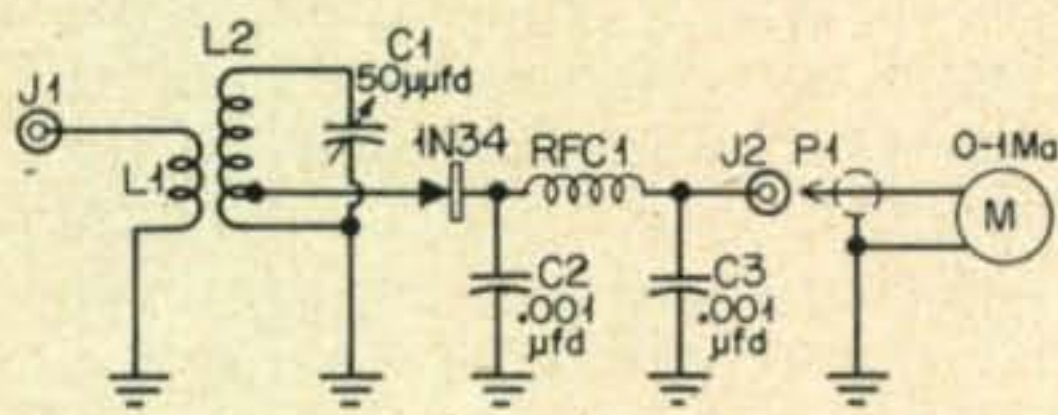 J1
L1
L2
C1
50µµfd
1N34
RFC1
C2
.001
µfd
C3
.001
µfd
J2
P1
0-1Ma
M